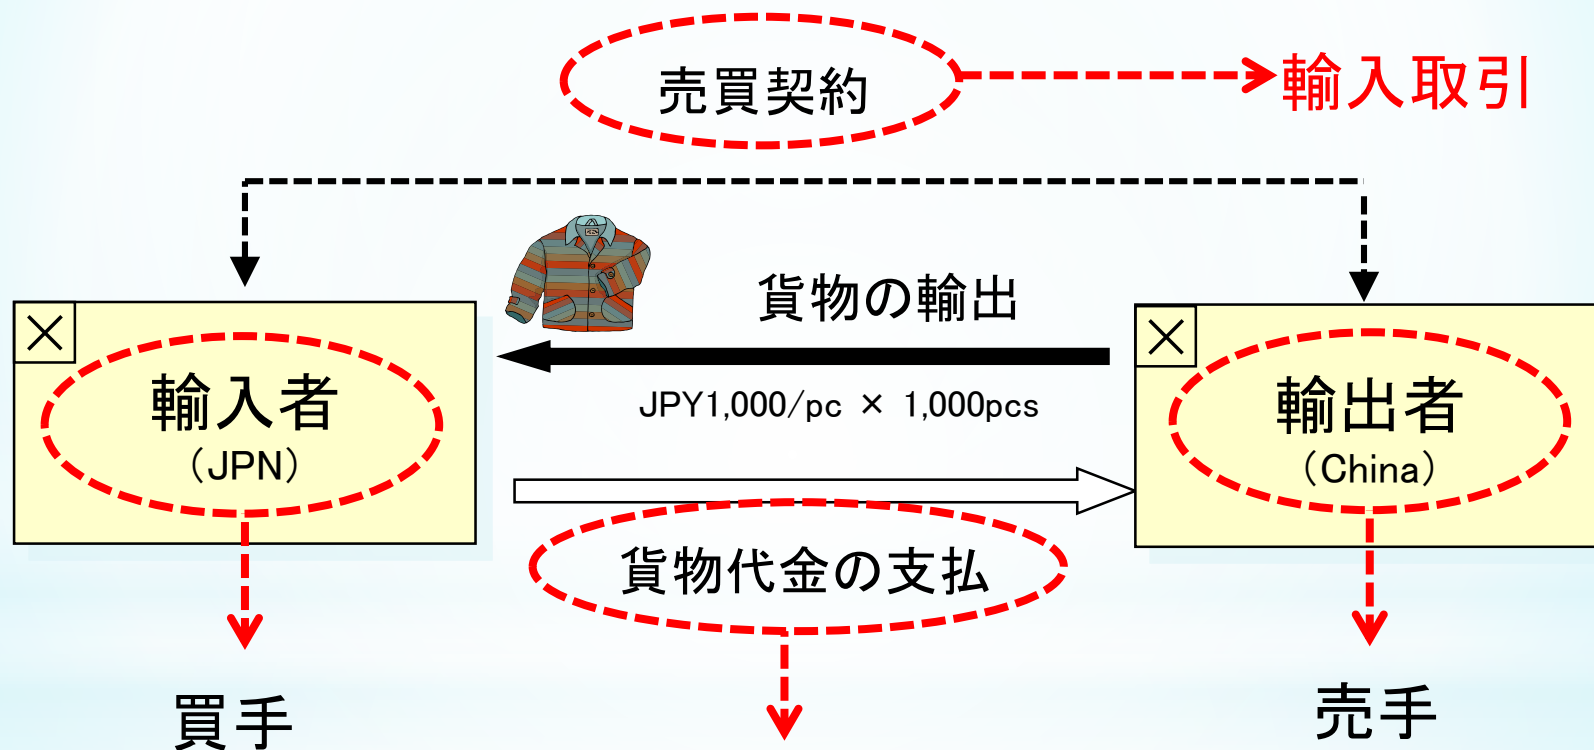 売買契約
輸入取引
貨物の輸出
JPY1,000/pc × 1,000pcs
輸入者
(JPN)
輸出者
(China)
貨物代金の支払
買手
売手